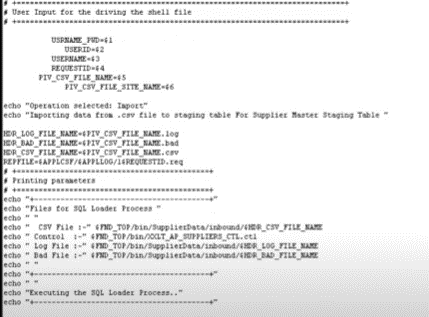 # +==========================================================================+
# User Input for the driving the shell file
# +==========================================================================+
USRNAME_PWD=$1
USERID=$2
USERNAME=$3
REQUESTID=$4
PIV_CSV_FILE_NAME=$5
PIV_CSV_FILE_SITE_NAME=$6
echo "Operation selected: Import"
echo "Importing data from .csv file to staging table For Supplier Master Staging Table "
HDR_LOG_FILE_NAME=$PIV_CSV_FILE_NAME.log
HDR_BAD_FILE_NAME=$PIV_CSV_FILE_NAME.bad
HDR_CSV_FILE_NAME=$PIV_CSV_FILE_NAME.csv
REPFILE=$APPLCSF/$APPLLOG/l$REQUESTID.req
# +===========================================+
# Printing parameters
# +===========================================+
echo "+-------------------------------------------+"
echo "Files for SQL Loader Process "
echo " "
echo " CSV File :-" $FND_TOP/bin/SupplierData/inbound/$HDR_CSV_FILE_NAME
echo " Control :-" $FND_TOP/bin/XXLT_AP_SUPPLIERS_CTL.ctl
echo " Log File :-" $FND_TOP/bin/SupplierData/inbound/$HDR_LOG_FILE_NAME
echo " Bad File :-" $FND_TOP/bin/SupplierData/inbound/$HDR_BAD_FILE_NAME
echo " "
echo "+-------------------------------------------+"
echo " "
echo "Executing the SQL Loader Process.."
echo "+-------------------------------------------+"